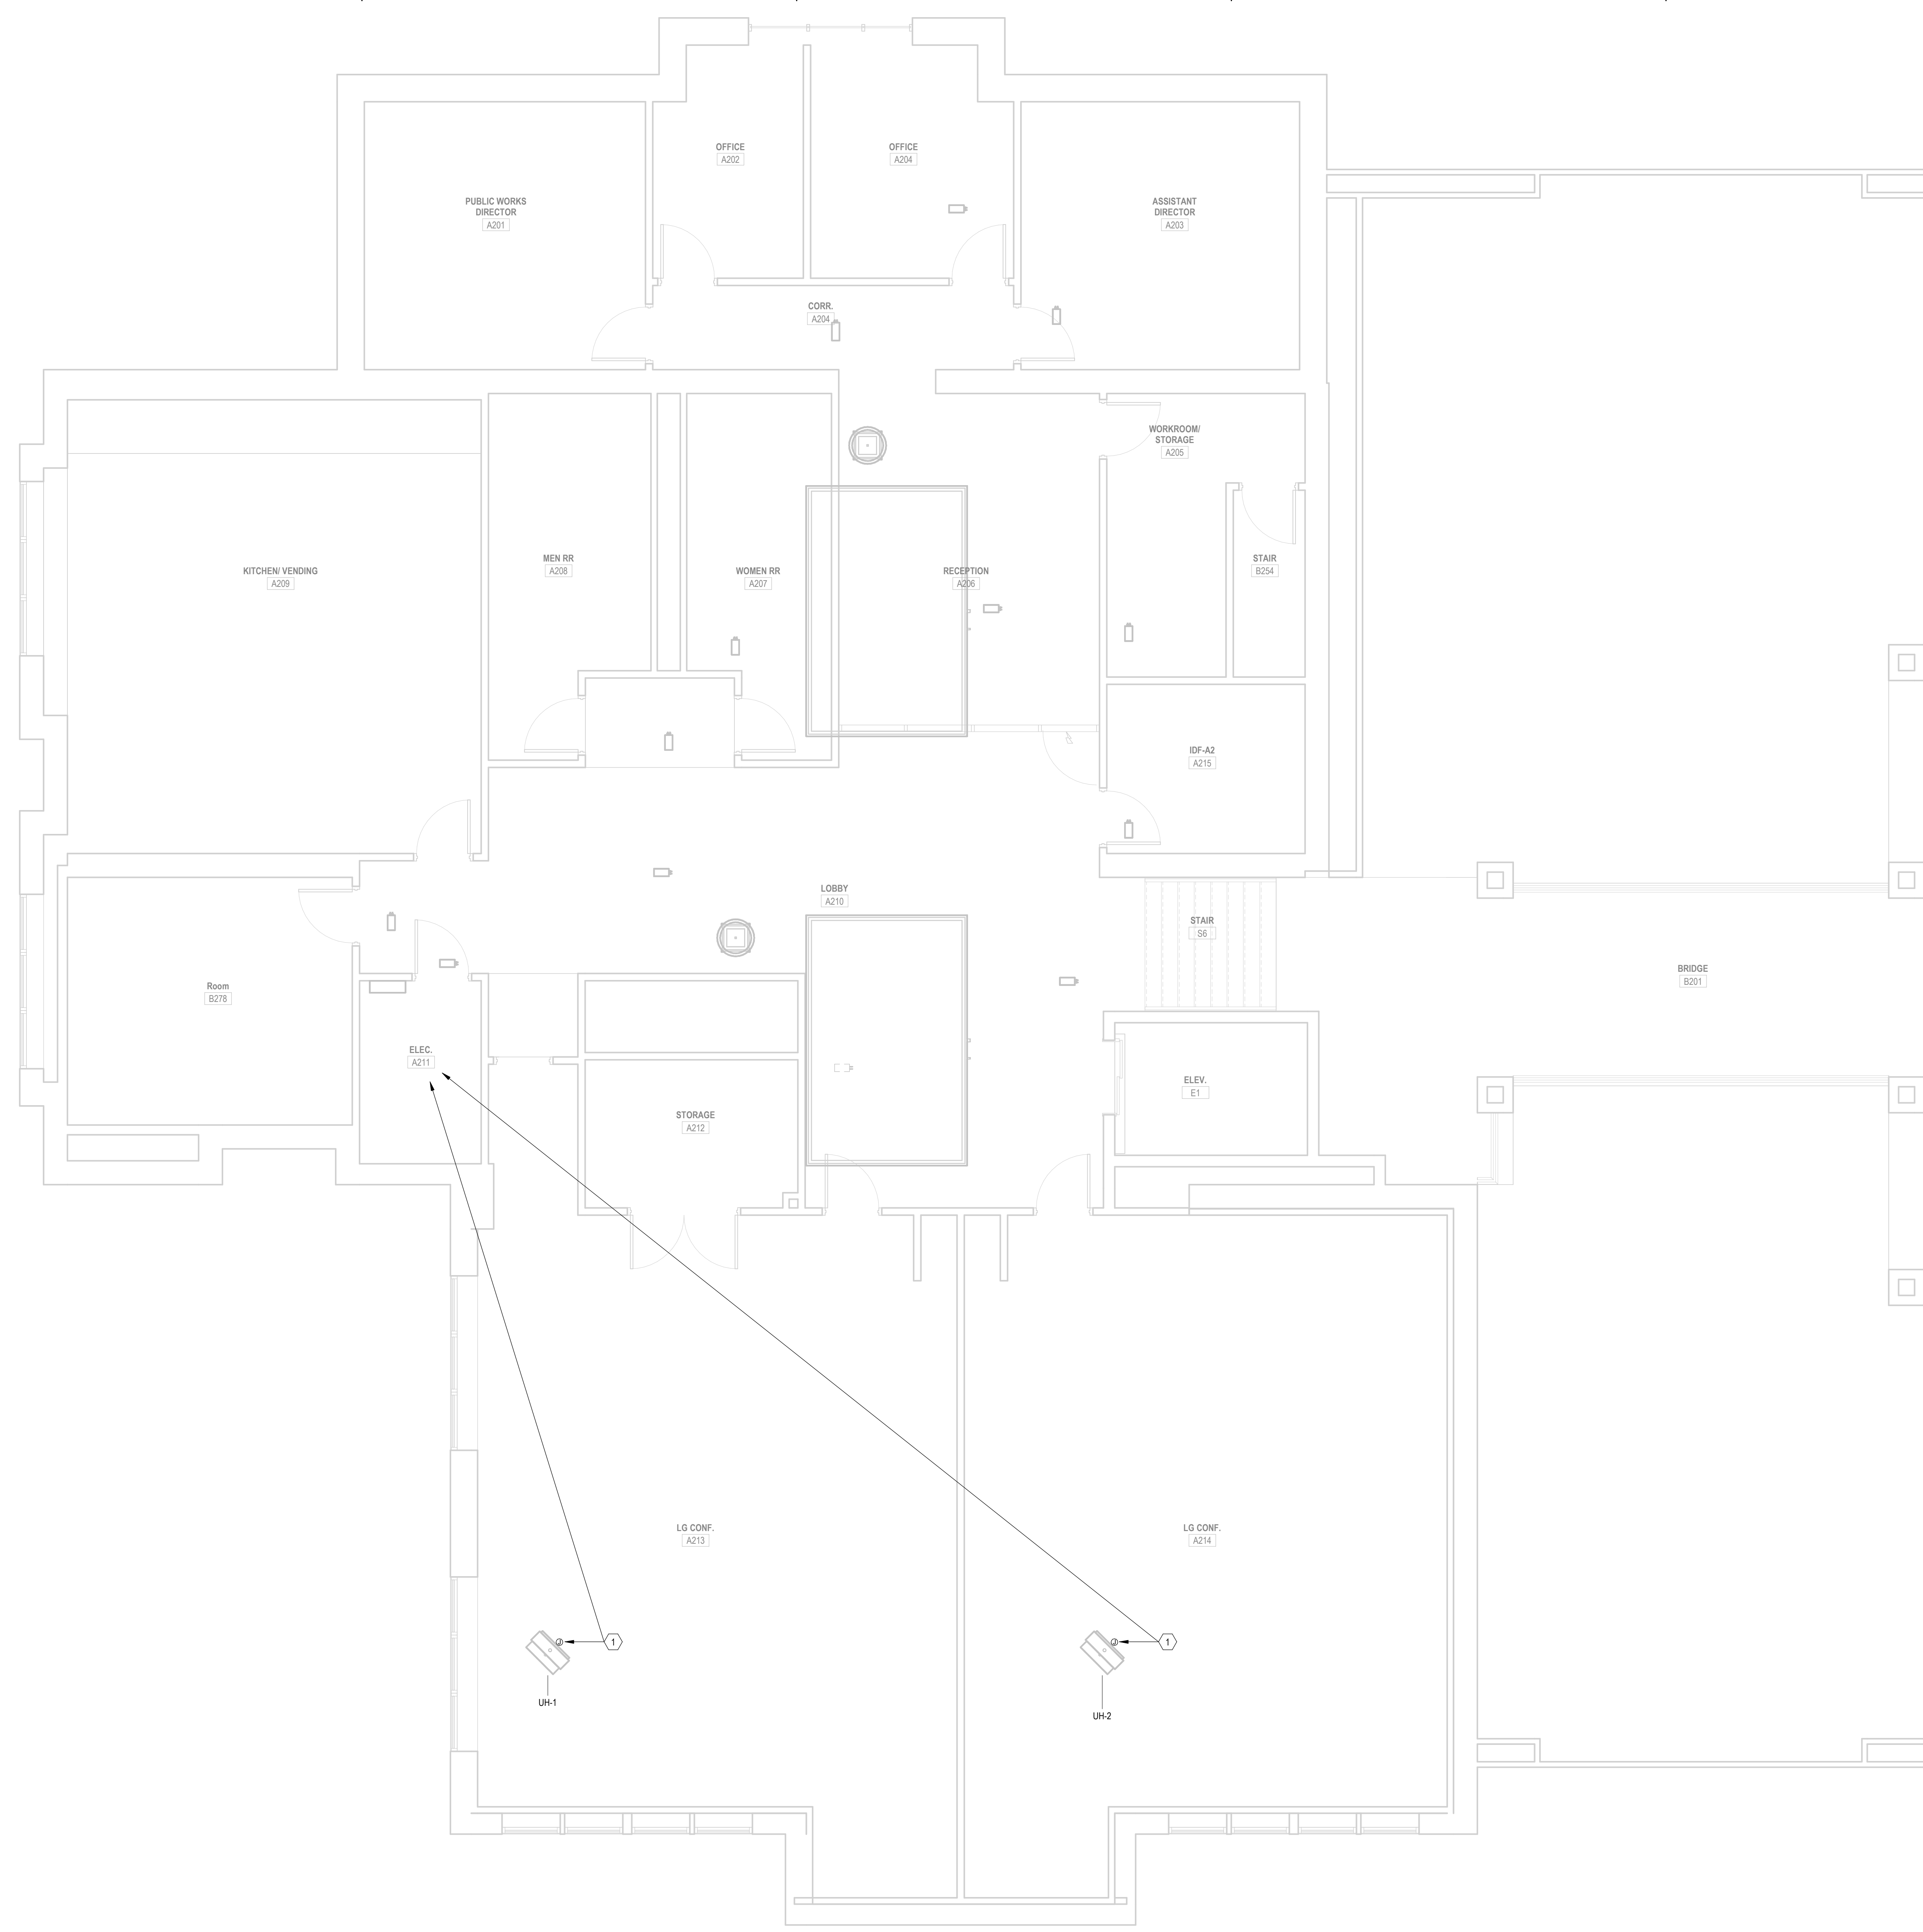 OFFICE
A202
OFFICE
A204
PUBLIC WORKS
DIRECTOR
A201
ASSISTANT
DIRECTOR
A203
CORR.
A204
WORKROOM/
STORAGE
A205
KITCHEN/ VENDING
A209
MEN RR
A208
WOMEN RR
A207
RECEPTION
A206
STAIR
B254
IDF-A2
A215
LOBBY
A210
STAIR
S6
BRIDGE
B201
Room
B278
ELEC.
A211
ELEV.
E1
STORAGE
A212
LG CONF.
A213
LG CONF.
A214
J
1
J
1
UH-1
UH-2